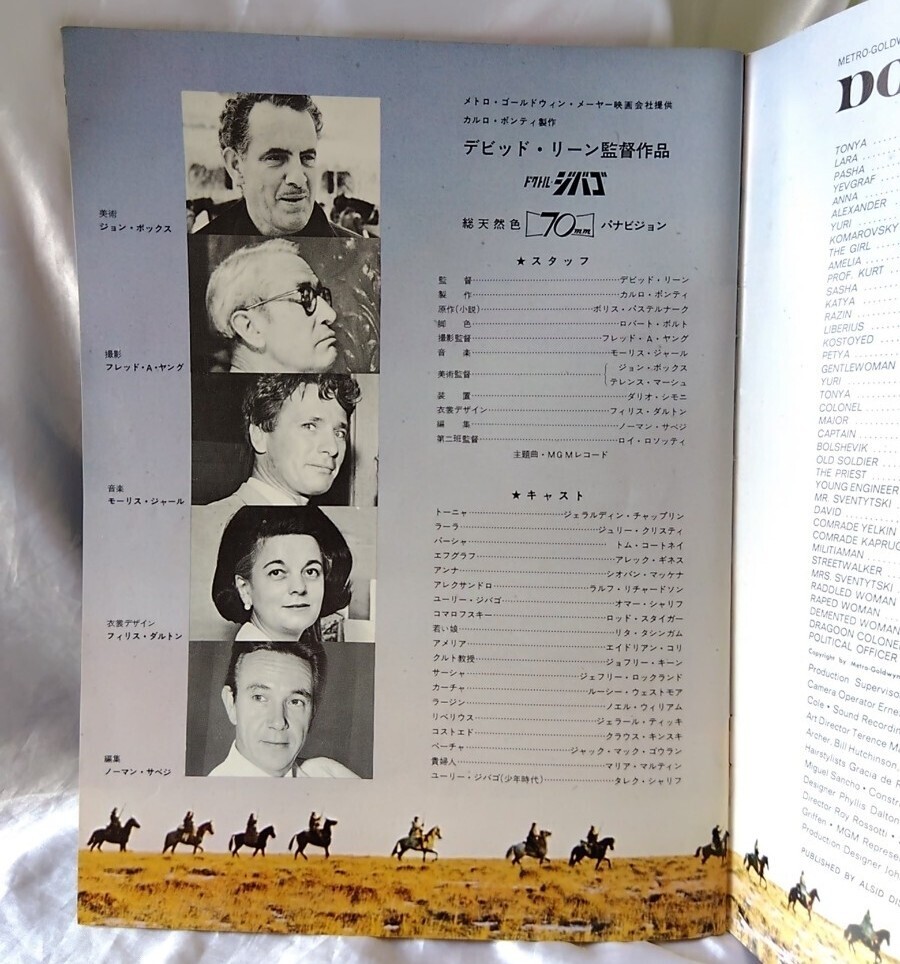 美術
ジョン・ボックス
撮影
フレッド・A・ヤング
音楽
モーリス・ジャール
衣裳デザイン
フィリス・ダルトン
編集
ノーマン・サベジ
メトロ・ゴールドウィン・メーヤー映画会社提供
カルロ・ポンティ製作
デビッド・リーン監督作品
ドクトル・ジバゴ
総天然色 70mm パナビジョン
★スタッフ
監督……デビッド・リーン
製作……カルロ・ポンティ
原作(小説)……ボリス・パステルナーク
脚色……ロバート・ボルト
撮影監督……フレッド・A・ヤング
音楽……モーリス・ジャール
美術監督……ジョン・ボックス
テレンス・マーシュ
装置……ダリオ・シモニ
衣裳デザイン……フィリス・ダルトン
編集……ノーマン・サベジ
第二班監督……ロイ・ロソッティ
主題曲・MGMレコード
★キャスト
トーニャ……ジェラルディン・チャップリン
ラーラ……ジュリー・クリスティ
パーシャ……トム・コートネイ
エフグラフ……アレック・ギネス
アンナ……シオバン・マッケナ
アレクサンドロ……ラルフ・リチャードソン
ユーリー・ジバゴ……オマー・シャリフ
コマロフスキー……ロッド・スタイガー
若い娘……リタ・タシンガム
アメリア……エイドリアン・コリ
クルト教授……ジョフリー・キーン
サーシャ……ジェフリー・ロックランド
カーチャ……ルーシー・ウェストモア
ラージン……ノエル・ウィリアム
リベリウス……ジェラール・ティッキ
コストエド……クラウス・キンスキ
ペーチャ……ジャック・マック・ゴウラン
貴婦人……マリア・マルティン
ユーリー・ジバゴ(少年時代)……タレク・シャリフ
METRO-GOLDW
DO
TONYA
LARA
PASHA
YEVGRAF
ANNA
ALEXANDER
YURI
KOMAROVSKY
THE GIRL
AMELIA
PROF. KURT
SASHA
KATYA
RAZIN
LIBERIUS
KOSTOYED
PETYA
GENTLEWOMAN
YURI
TONYA
COLONEL
MAJOR
CAPTAIN
BOLSHEVIK
OLD SOLDIER
THE PRIEST
YOUNG ENGINEER
MR. SVENTYTSKI
DAVID
COMRADE YELKIN
COMRADE KAPRUG
MILITIAMAN
STREETWALKER
MRS. SVENTYTSKI
RADDLED WOMAN
RAPED WOMAN
DEMENTED WOMAN
DRAGOON COLONE
POLITICAL OFFICER
Copyright by Metro-Goldwyn
Production Supervisor
Camera Operator Erne
Cole • Sound Recording
Art Director Terence Ma
Archer, Bill Hutchinson,
Hairstylists Gracia de R
Miguel Sancho • Constr
Designer Phyllis Dalton
Director Roy Rossotti •
Griffen • MGM Represe
Production Designer Joh
PUBLISHED BY ALSID DIS